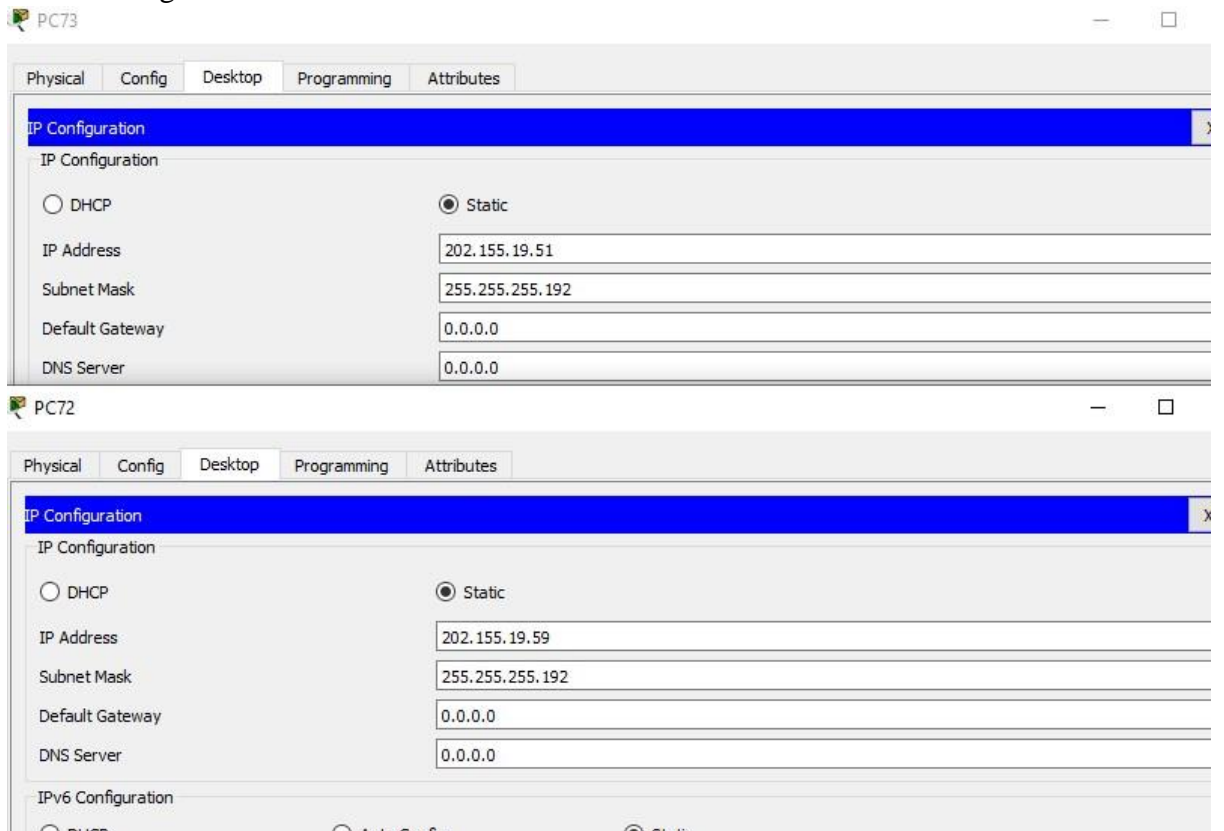 PC73
Physical Config Desktop Programming Attributes
IP Configuration X
IP Configuration
DHCP Static
IP Address 202.155.19.51
Subnet Mask 255.255.255.192
Default Gateway 0.0.0.0
DNS Server 0.0.0.0
PC72
Physical Config Desktop Programming Attributes
IP Configuration X
IP Configuration
DHCP Static
IP Address 202.155.19.59
Subnet Mask 255.255.255.192
Default Gateway 0.0.0.0
DNS Server 0.0.0.0
IPv6 Configuration